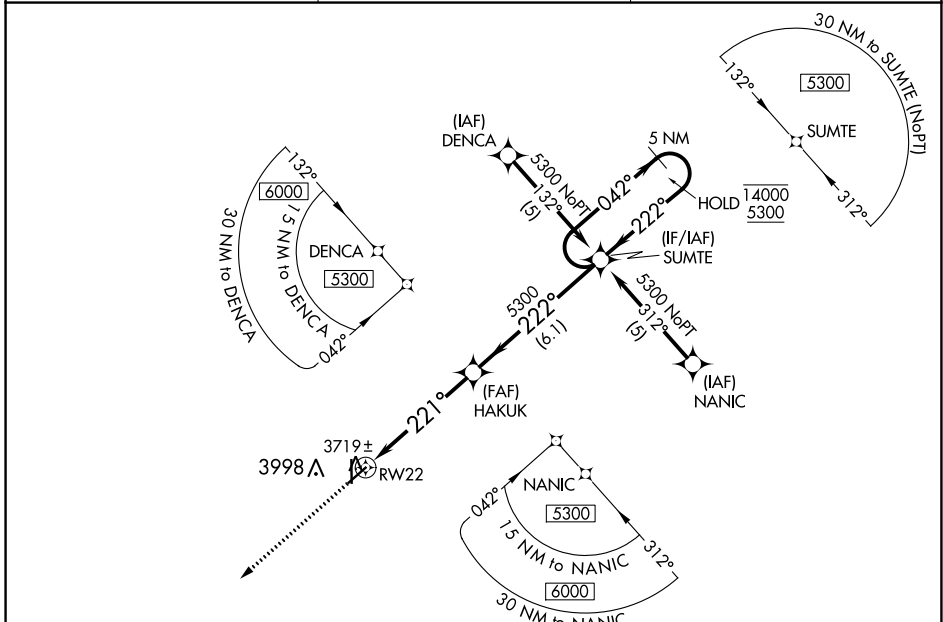 30 NM to SUMTE (NoPT)
132°
5300
SUMTE
312°
(IAF)
DENCA
5300 NoPT
132°
(5)
5 NM
042°
222°
HOLD
14000
5300
(IF/IAF)
SUMTE
132°
6000
15 NM to DENCA
30 NM to DENCA
DENCA
5300
042°
5300
222°
(6.1)
5300 NoPT
312°
(5)
(IAF)
NANIC
(FAF)
HAKUK
221°
3719±
3998
RW22
NANIC
042°
5300
312°
15 NM to NANIC
6000
30 NM to NANIC